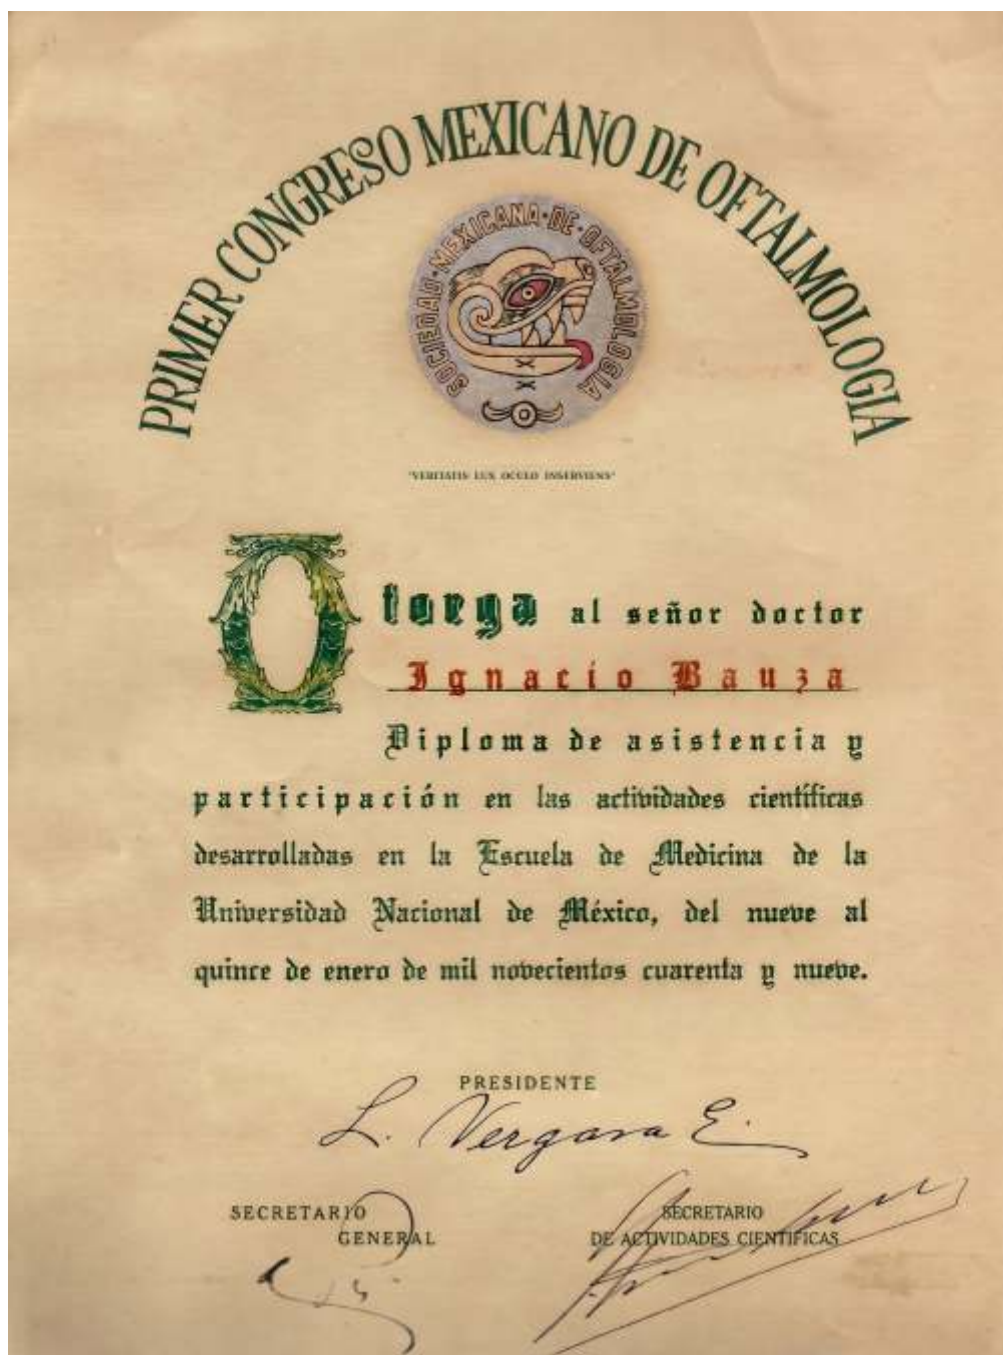 PRIMER CONGRESO MEXICANO DE OFTALMOLOGIA
SOCIEDAD·MEXICANA·DE·OFTALMOLOGIA
"VERITATIS LUX OCULO INSERVIENS"
Otorga al señor doctor
Ignacio Bauza
Diploma de asistencia y
participación en las actividades científicas
desarrolladas en la Escuela de Medicina de la
Universidad Nacional de México, del nueve al
quince de enero de mil novecientos cuarenta y nueve.
PRESIDENTE
L. Vergara E.
SECRETARIO
GENERAL
SECRETARIO
DE ACTIVIDADES CIENTIFICAS